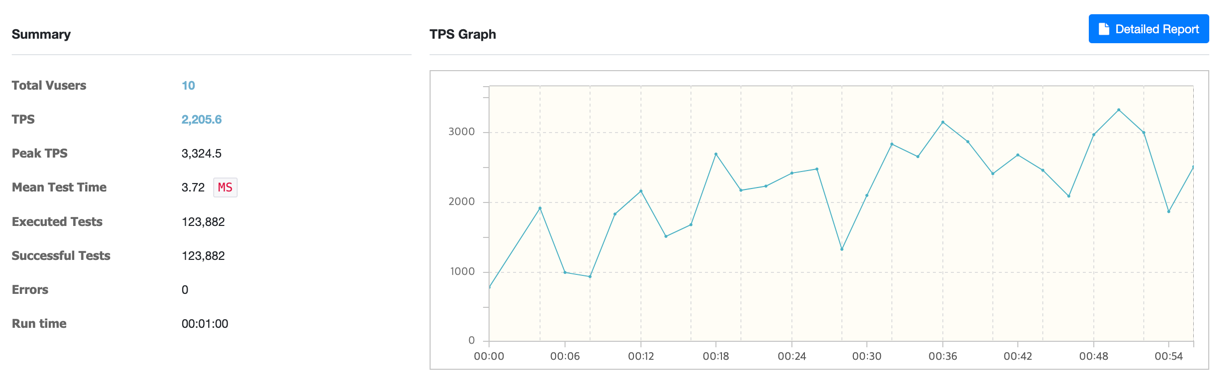 Summary
Total Vusers 10
TPS 2,205.6
Peak TPS 3,324.5
Mean Test Time 3.72 MS
Executed Tests 123,882
Successful Tests 123,882
Errors 0
Run time 00:01:00
TPS Graph
Detailed Report
3000
2000
1000
0
00:00 00:06 00:12 00:18 00:24 00:30 00:36 00:42 00:48 00:54